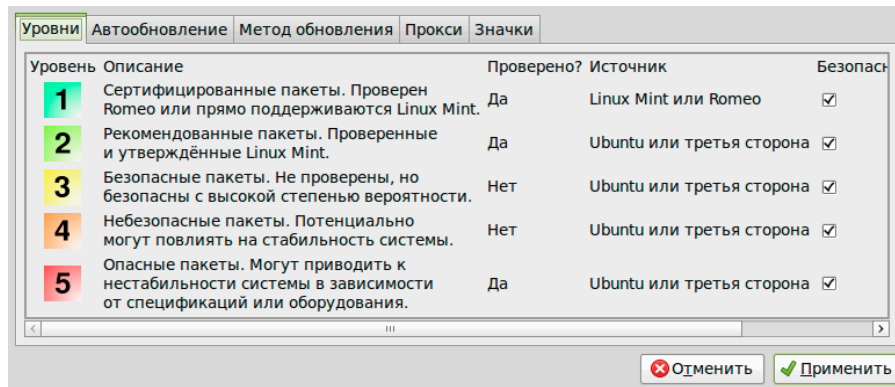 Уровни Автообновление Метод обновления Прокси Значки
Уровень Описание Проверено? Источник Безопасн
1 Сертифицированные пакеты. Проверен
Romeo или прямо поддерживаются Linux Mint. Да Linux Mint или Romeo
2 Рекомендованные пакеты. Проверенные
и утверждённые Linux Mint. Да Ubuntu или третья сторона
3 Безопасные пакеты. Не проверены, но
безопасны с высокой степенью вероятности. Нет Ubuntu или третья сторона
4 Небезопасные пакеты. Потенциально
могут повлиять на стабильность системы. Нет Ubuntu или третья сторона
5 Опасные пакеты. Могут приводить к
нестабильности системы в зависимости Да Ubuntu или третья сторона
от спецификаций или оборудования.
Отменить Применить